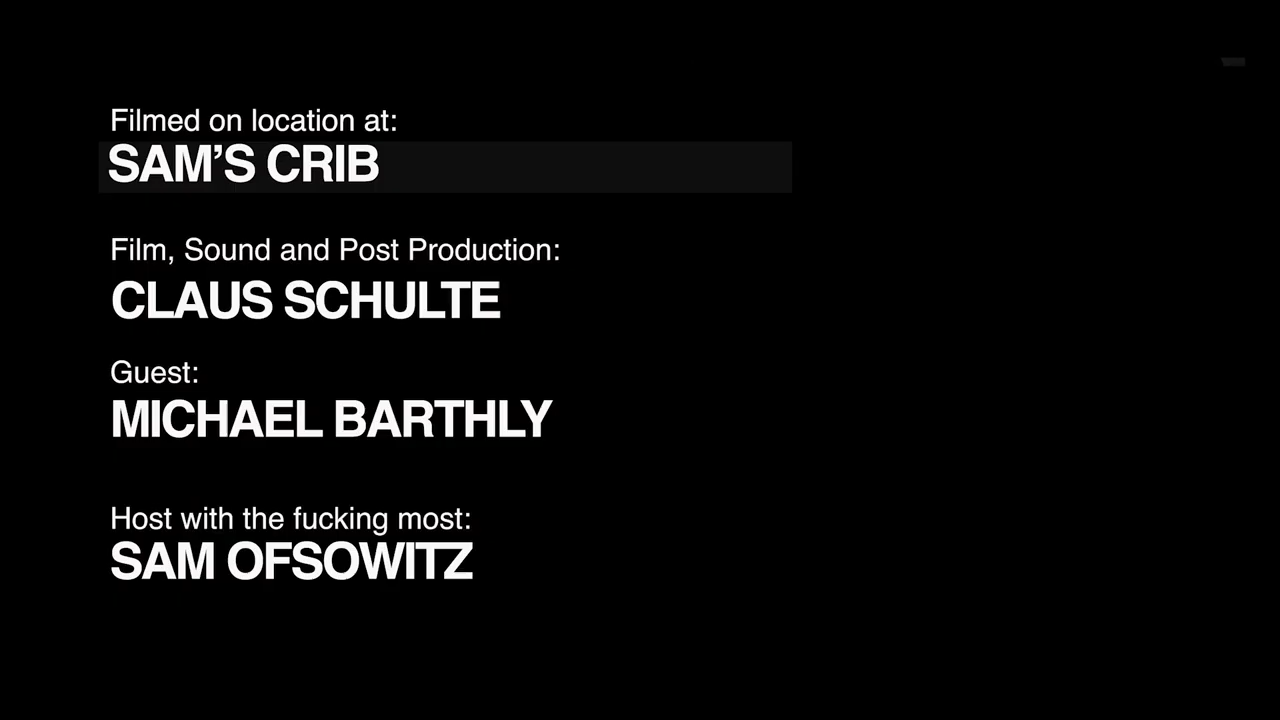 Filmed on location at:
SAM’S CRIB
Film, Sound and Post Production:
CLAUS SCHULTE
Guest:
MICHAEL BARTHLY
Host with the fucking most:
SAM OFSOWITZ